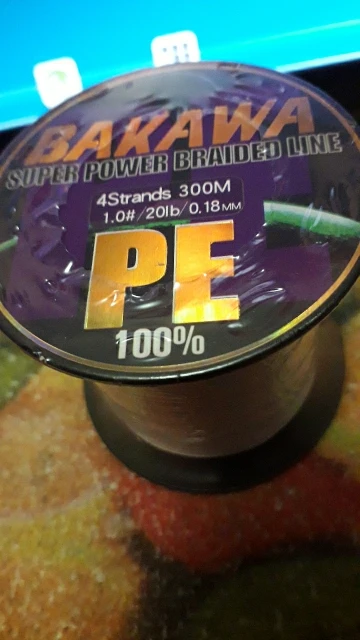 BAKAWA
SUPER POWER BRAIDED LINE
4Strands 300M
1.0#/20lb/0.18MM
PE
100%